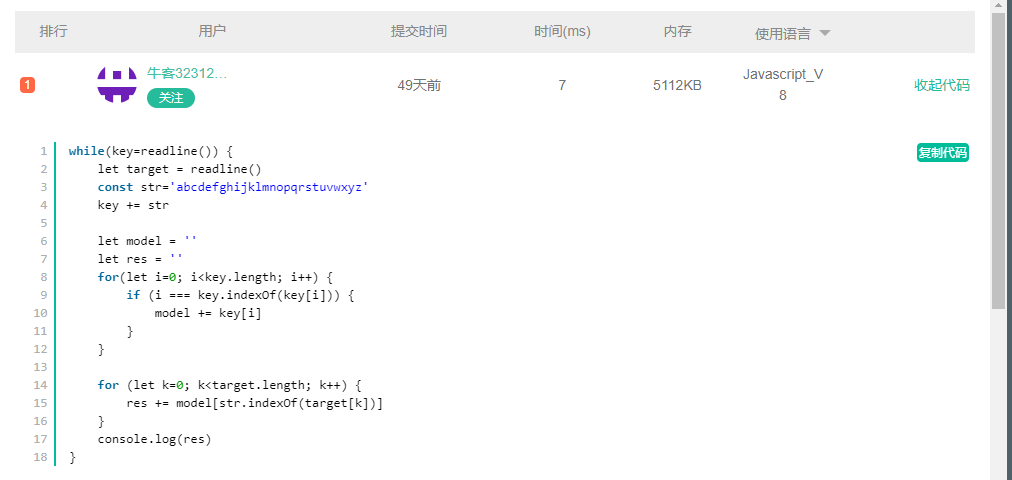 排行 用户 提交时间 时间(ms) 内存 使用语言
1 牛客32312... 关注 49天前 7 5112KB Javascript_V8 收起代码
复制代码
1 while(key=readline()) {
2     let target = readline()
3     const str='abcdefghijklmnopqrstuvwxyz'
4     key += str
5
6     let model = ''
7     let res = ''
8     for(let i=0; i<key.length; i++) {
9         if (i === key.indexOf(key[i])) {
10             model += key[i]
11         }
12     }
13
14     for (let k=0; k<target.length; k++) {
15         res += model[str.indexOf(target[k])]
16     }
17     console.log(res)
18 }